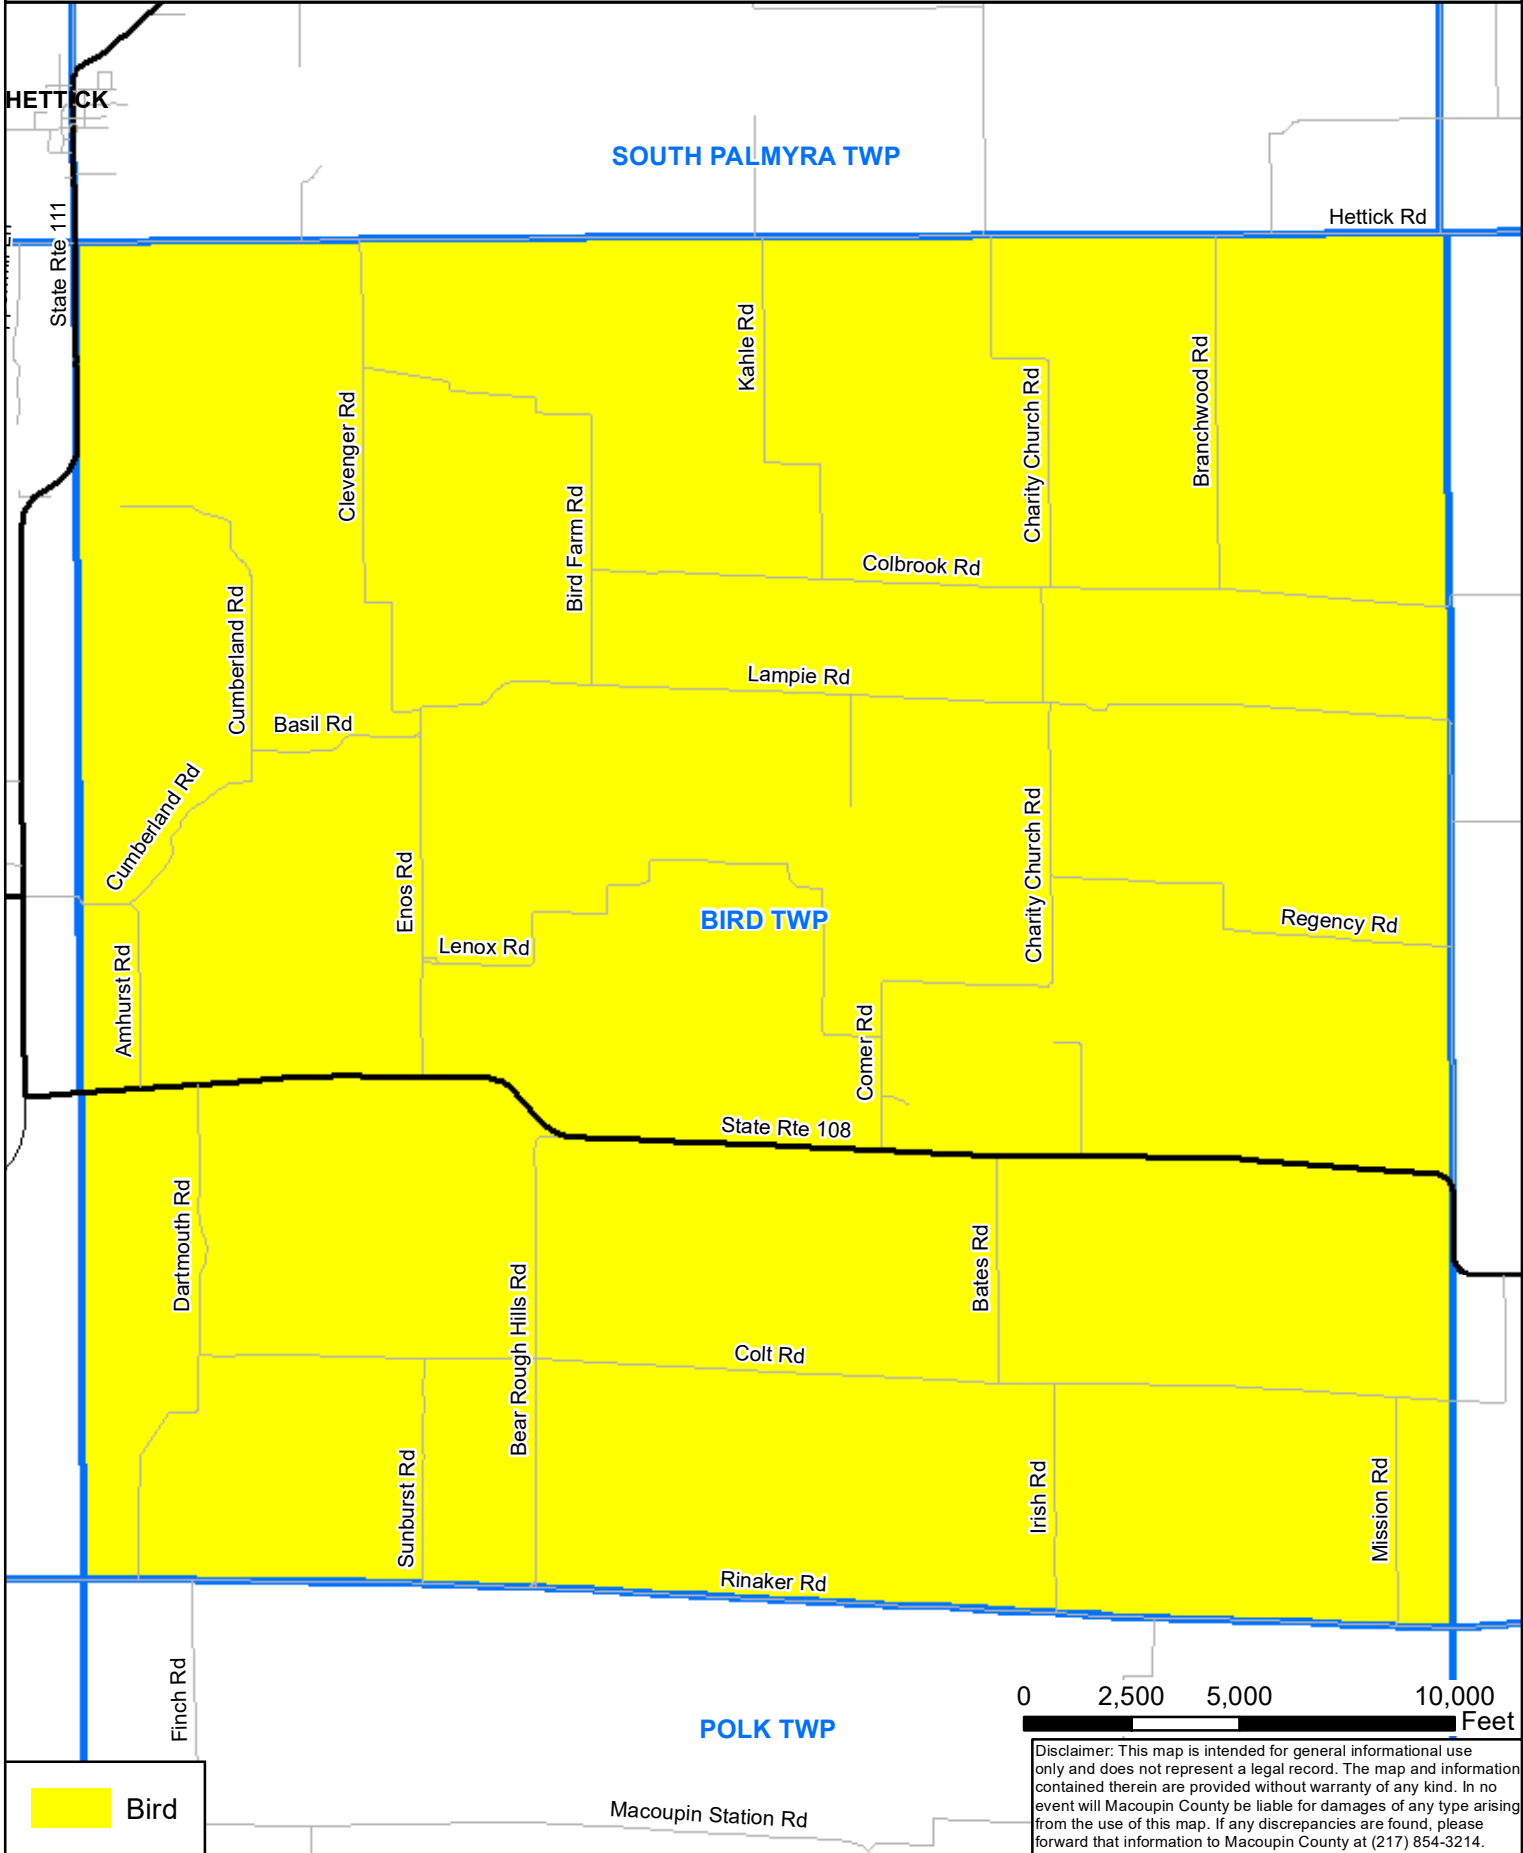 HETTICK
SOUTH PALMYRA TWP
Hettick Rd
State Rte 111
Kahle Rd
Clevenger Rd
Charity Church Rd
Branchwood Rd
Bird Farm Rd
Colbrook Rd
Cumberland Rd
Lampie Rd
Basil Rd
Cumberland Rd
Charity Church Rd
Enos Rd
BIRD TWP
Regency Rd
Lenox Rd
Amhurst Rd
Comer Rd
State Rte 108
Dartmouth Rd
Bates Rd
Bear Rough Hills Rd
Colt Rd
Sunburst Rd
Irish Rd
Mission Rd
Rinaker Rd
Finch Rd
POLK TWP
0 2,500 5,000 10,000
Feet
Bird
Macoupin Station Rd
Disclaimer: This map is intended for general informational use
only and does not represent a legal record. The map and information
contained therein are provided without warranty of any kind. In no
event will Macoupin County be liable for damages of any type arising
from the use of this map. If any discrepancies are found, please
forward that information to Macoupin County at (217) 854-3214.